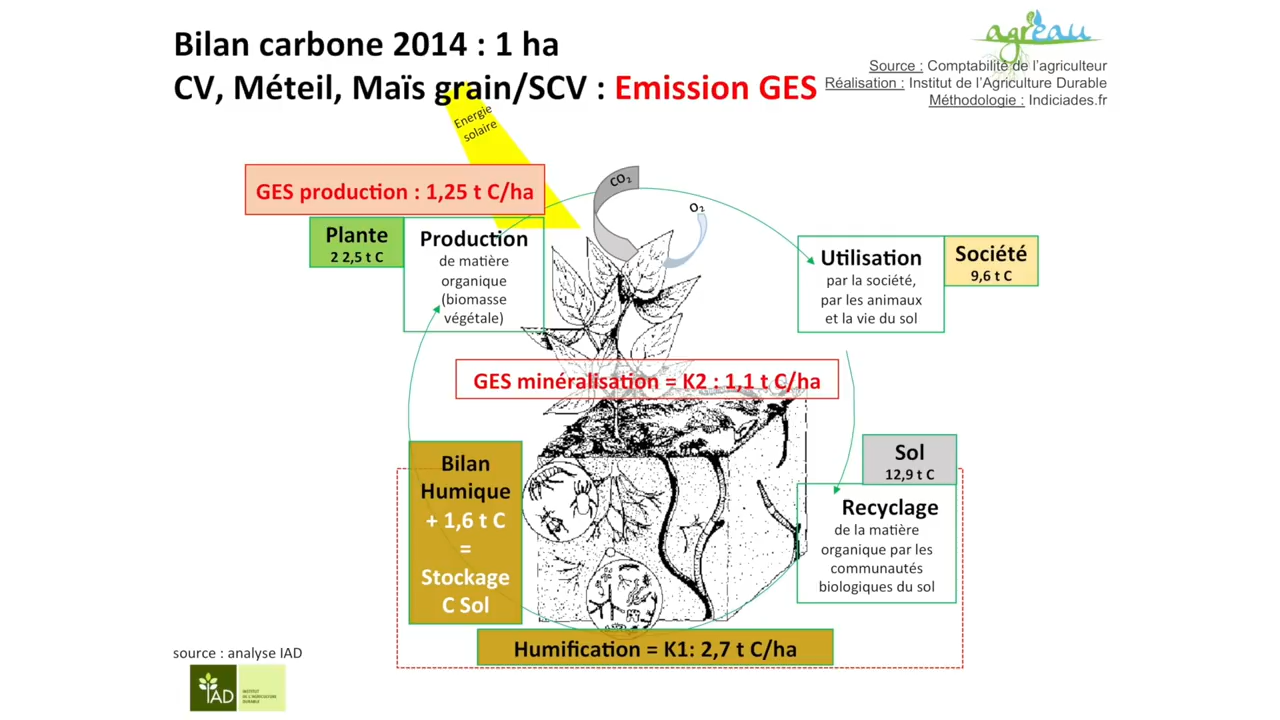 Bilan carbone 2014 : 1 ha
CV, Méteil, Maïs grain/SCV : Emission GES
agreau
Source : Comptabilité de l'agriculteur
Réalisation : Institut de l'Agriculture Durable
Méthodologie : Indiciades.fr
Energie
solaire
GES production : 1,25 t C/ha
CO₂
O₂
Plante
2 2,5 t C
Production
de matière
organique
(biomasse
végétale)
Utilisation
par la société,
par les animaux
et la vie du sol
Société
9,6 t C
GES minéralisation = K2 : 1,1 t C/ha
Bilan
Humique
+ 1,6 t C
=
Stockage
C Sol
Sol
12,9 t C
Recyclage
de la matière
organique par les
communautés
biologiques du sol
Humification = K1: 2,7 t C/ha
source : analyse IAD
IAD
INSTITUT
DE L'AGRICULTURE
DURABLE